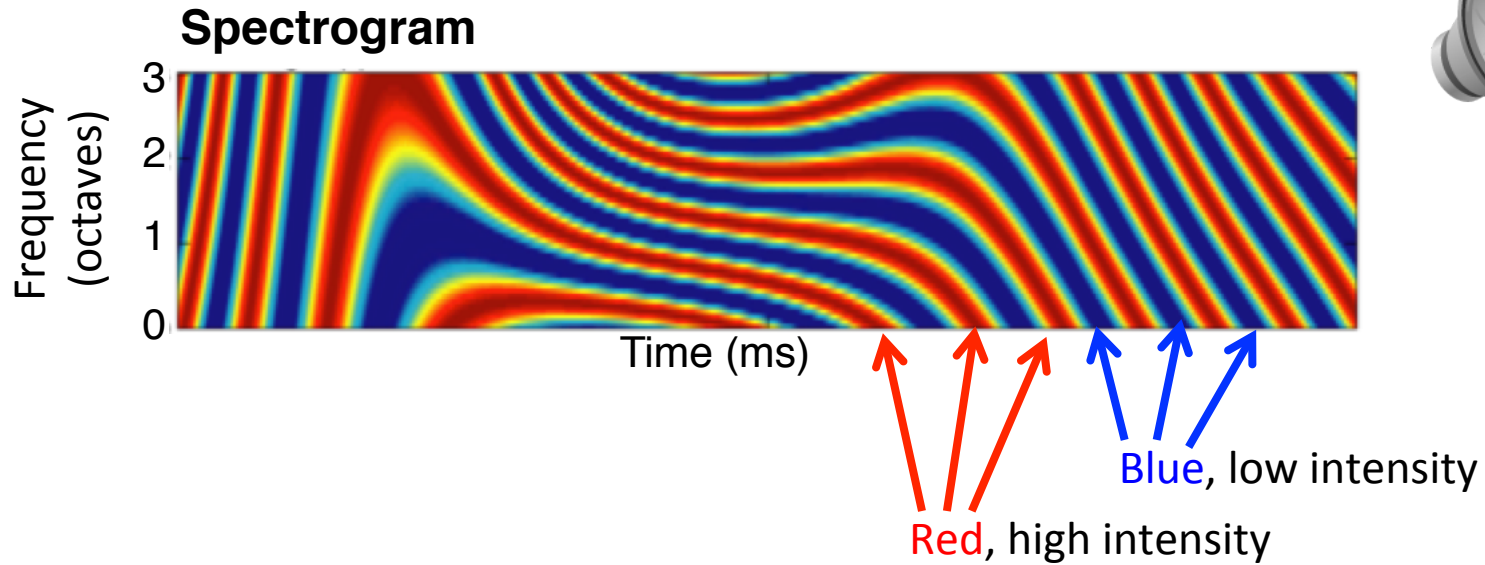 Spectrogram
Frequency
(octaves)
3
2
1
0
Time (ms)
Blue, low intensity
Red, high intensity